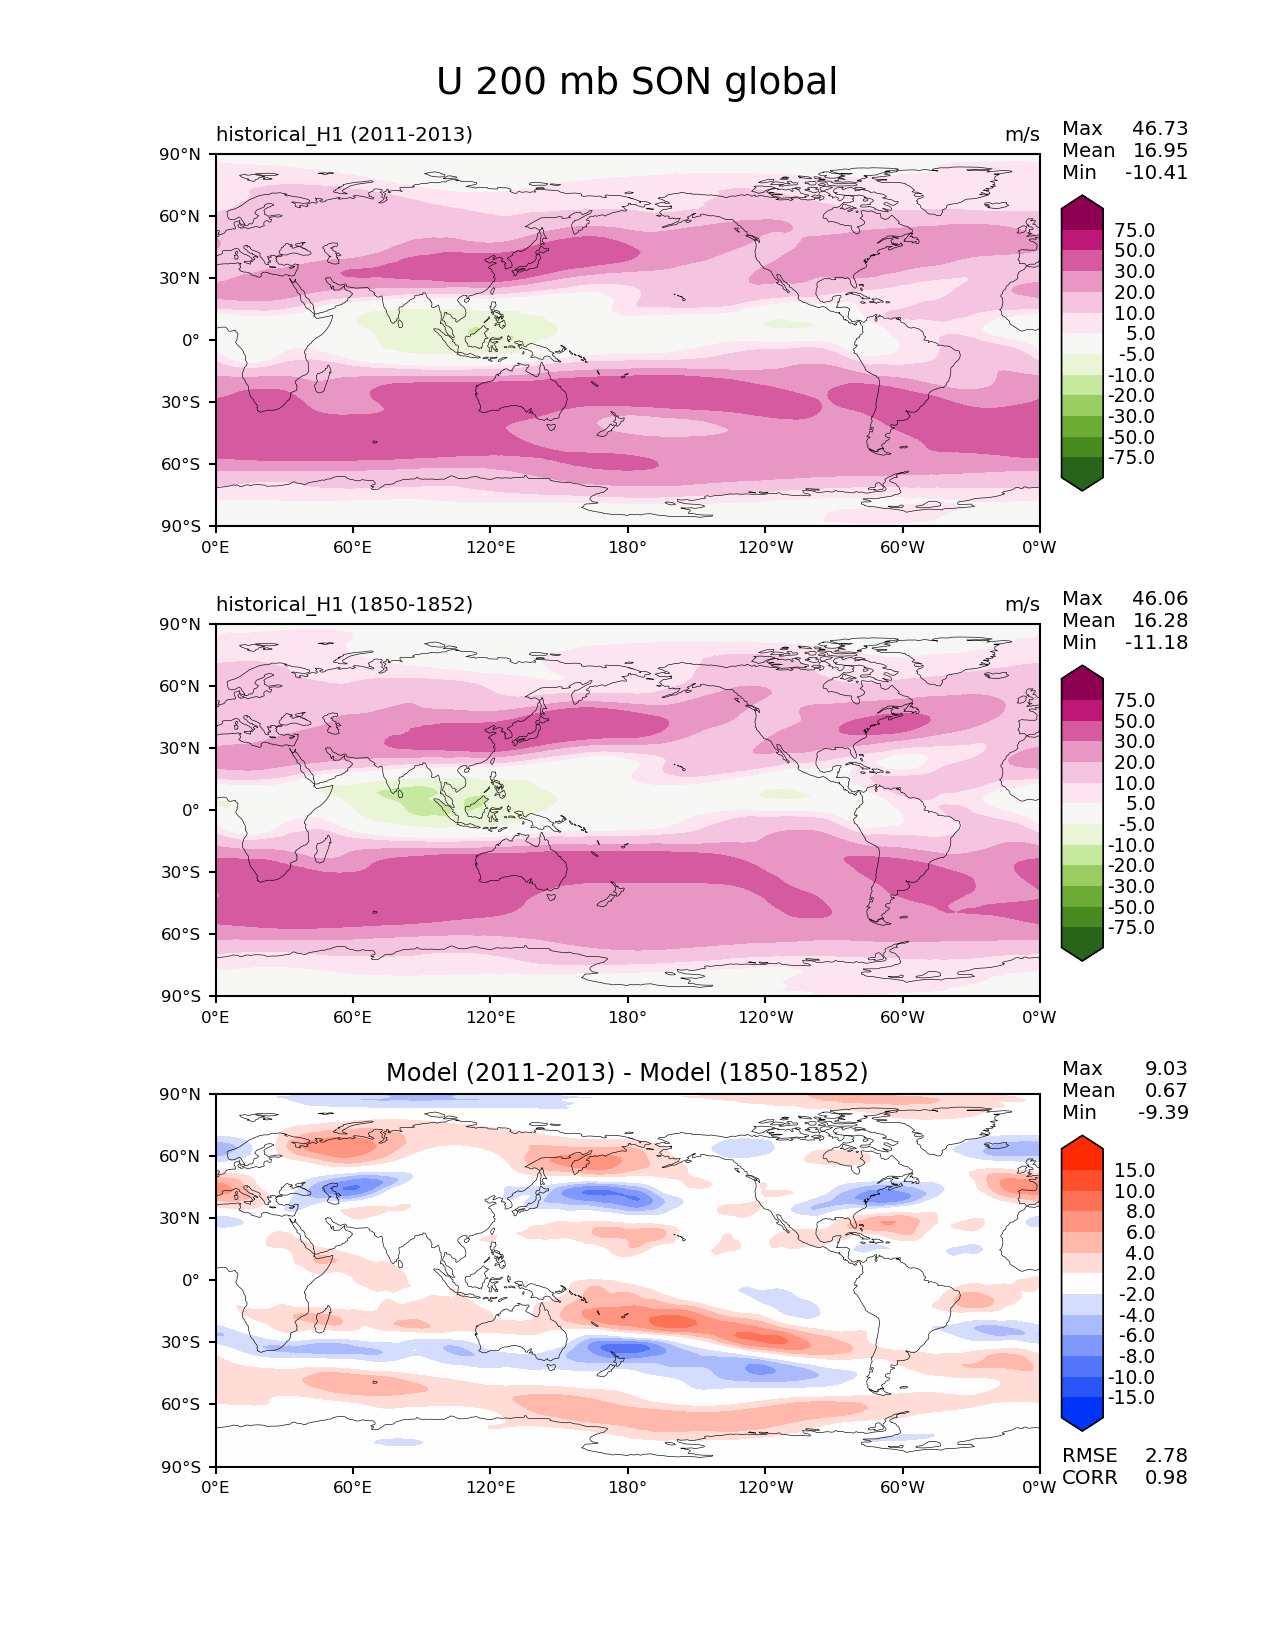 U 200 mb SON global
historical_H1 (2011-2013)
m/s
Max 46.73
Mean 16.95
Min -10.41
90°N
60°N
30°N
0°
30°S
60°S
90°S
0°E 60°E 120°E 180° 120°W 60°W 0°W
75.0
50.0
30.0
20.0
10.0
5.0
-5.0
-10.0
-20.0
-30.0
-50.0
-75.0
historical_H1 (1850-1852)
m/s
Max 46.06
Mean 16.28
Min -11.18
90°N
60°N
30°N
0°
30°S
60°S
90°S
0°E 60°E 120°E 180° 120°W 60°W 0°W
75.0
50.0
30.0
20.0
10.0
5.0
-5.0
-10.0
-20.0
-30.0
-50.0
-75.0
Model (2011-2013) - Model (1850-1852)
Max 9.03
Mean 0.67
Min -9.39
90°N
60°N
30°N
0°
30°S
60°S
90°S
0°E 60°E 120°E 180° 120°W 60°W 0°W
15.0
10.0
8.0
6.0
4.0
2.0
-2.0
-4.0
-6.0
-8.0
-10.0
-15.0
RMSE 2.78
CORR 0.98